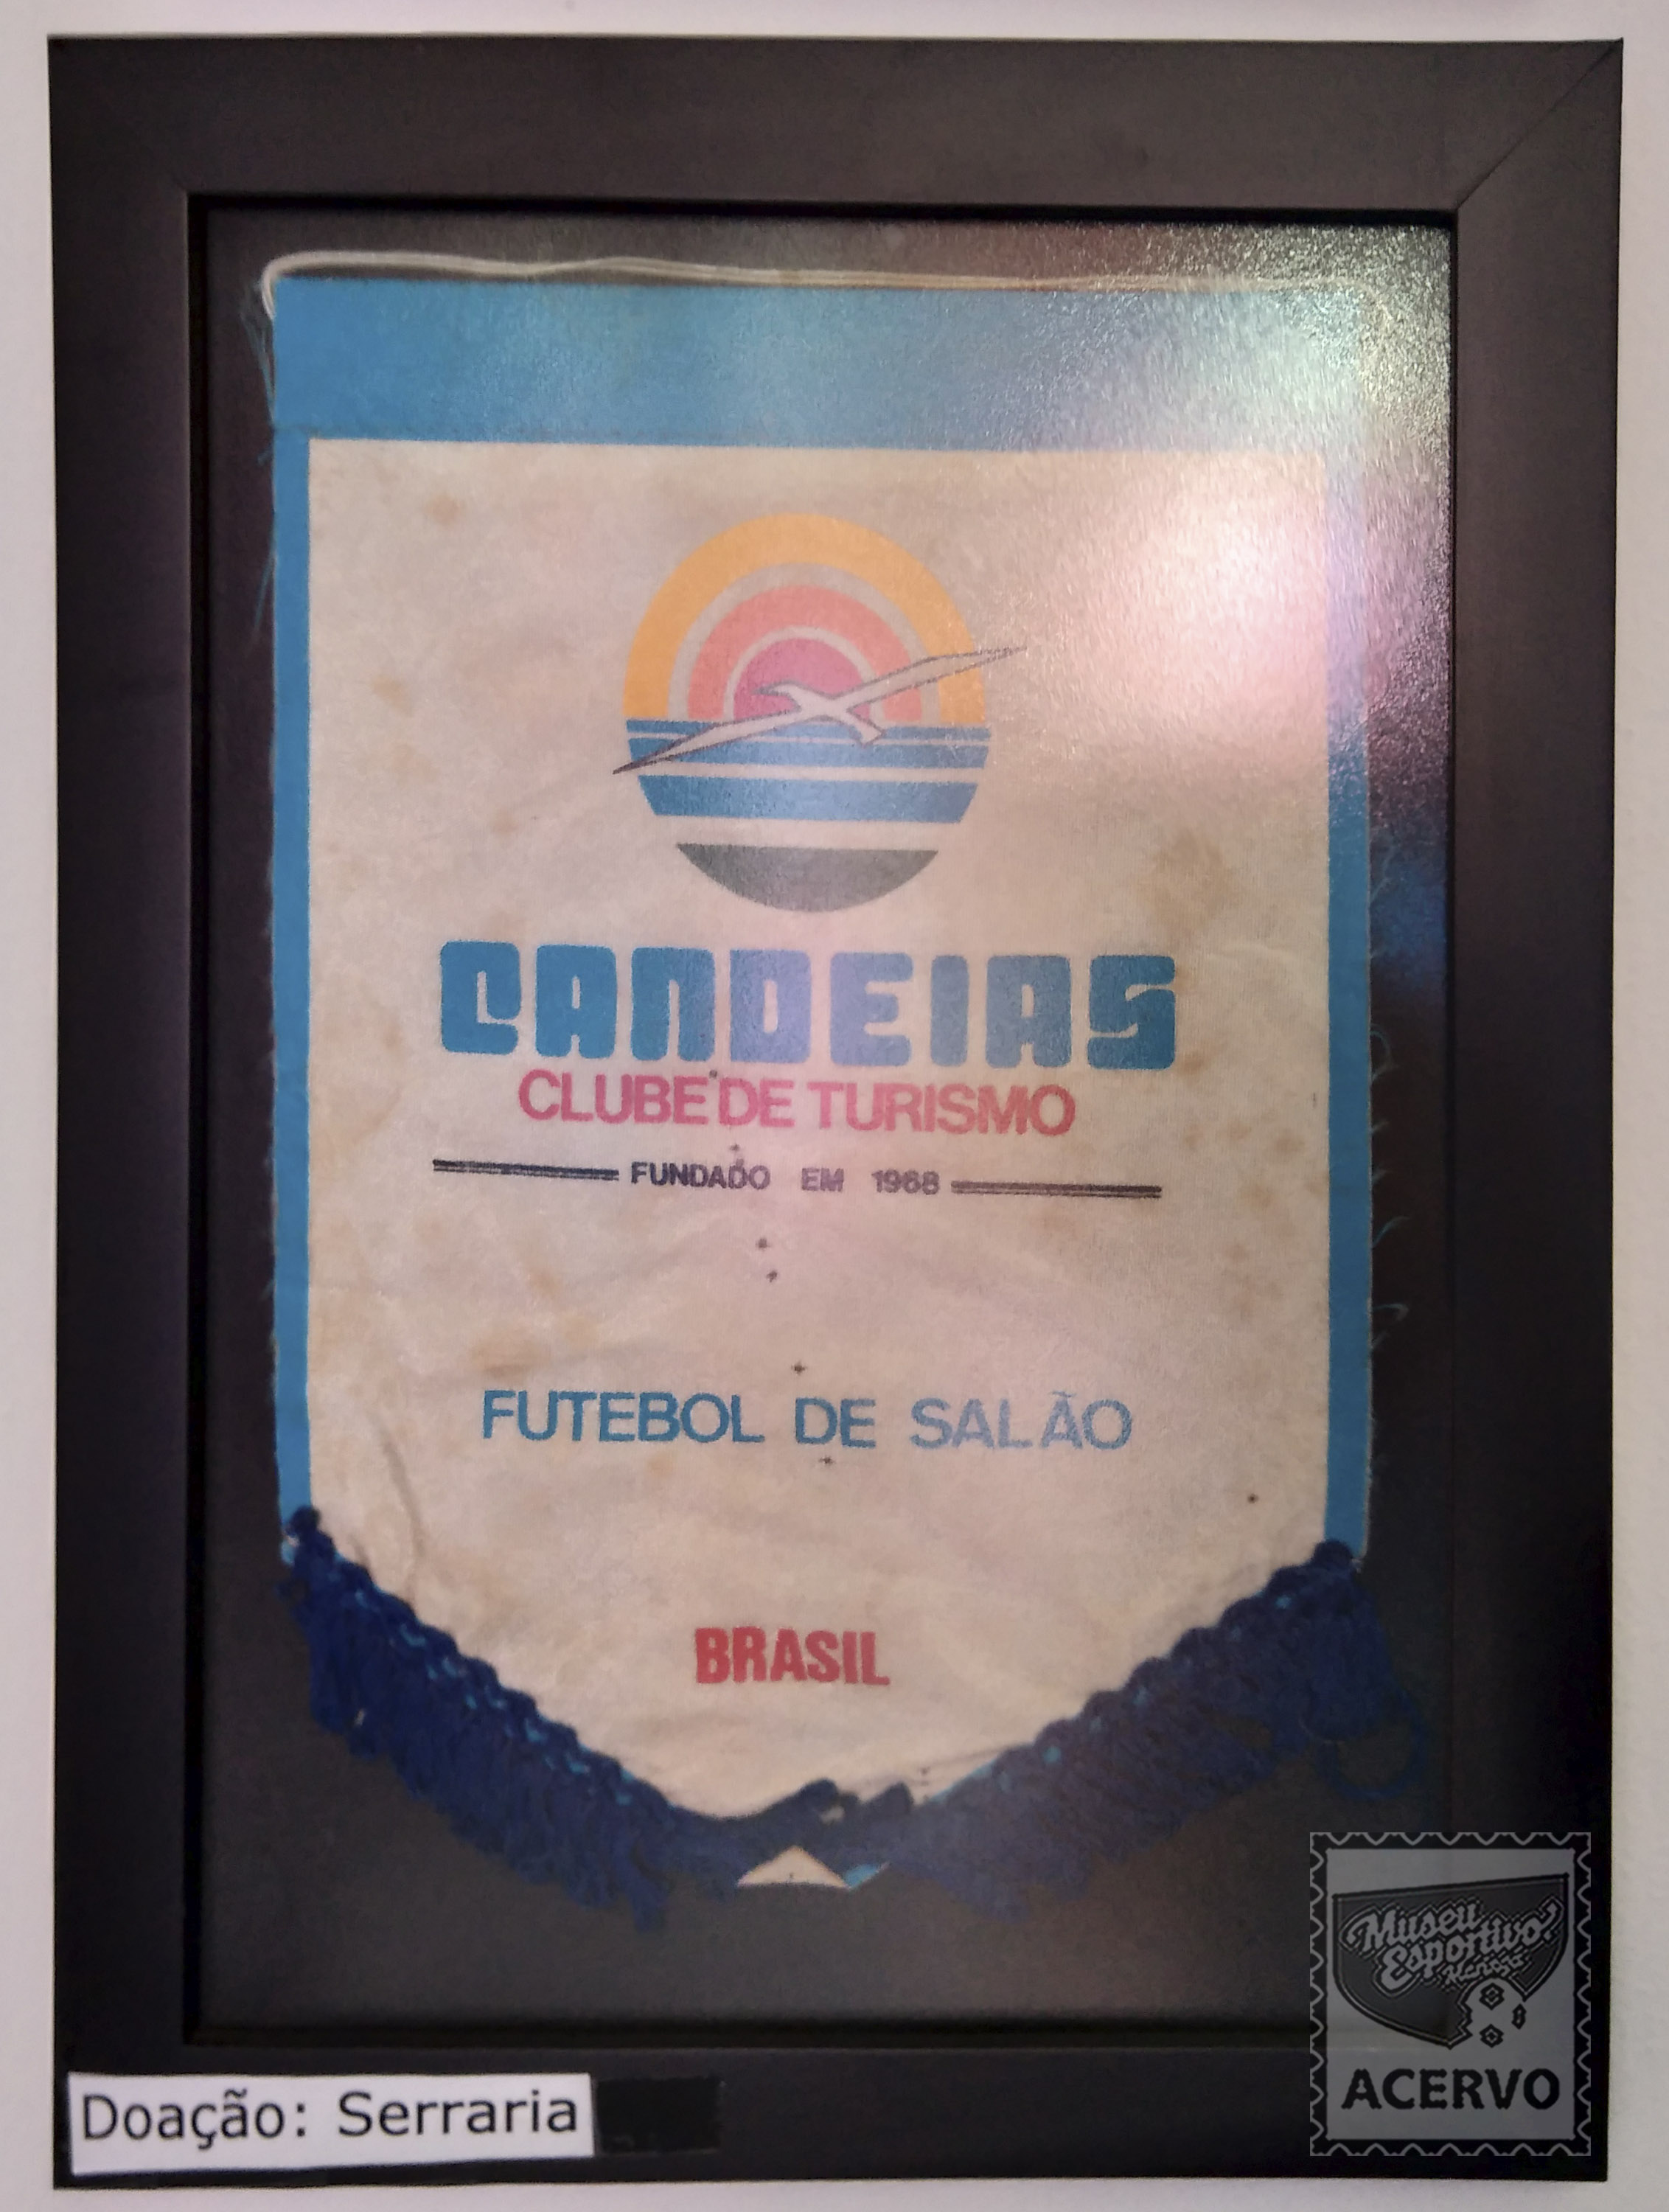 CANDEIAS
CLUBE DE TURISMO
FUNDADO EM 1968
FUTEBOL DE SALÃO
BRASIL
Doação: Serraria
Museu
Esportivo
ACERVO